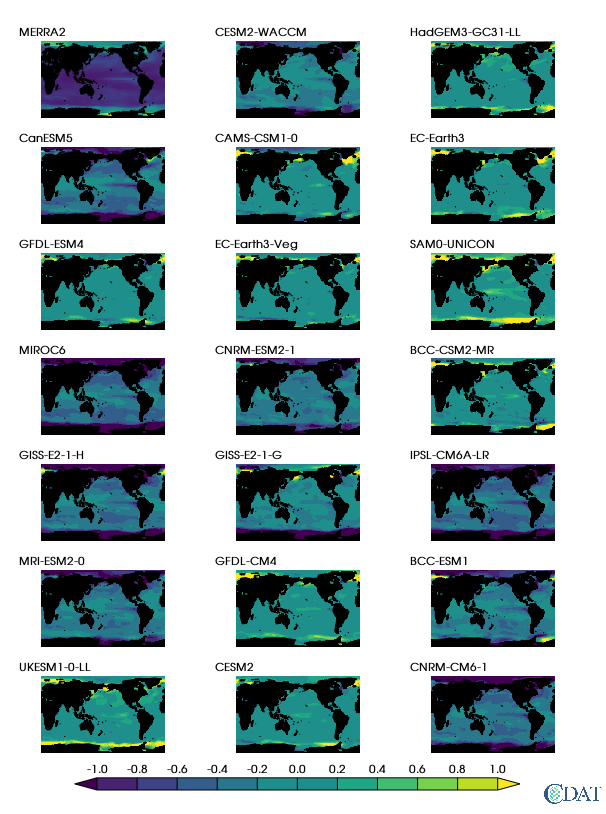 MERRA2 CESM2-WACCM HadGEM3-GC31-LL
CanESM5 CAMS-CSM1-0 EC-Earth3
GFDL-ESM4 EC-Earth3-Veg SAM0-UNICON
MIROC6 CNRM-ESM2-1 BCC-CSM2-MR
GISS-E2-1-H GISS-E2-1-G IPSL-CM6A-LR
MRI-ESM2-0 GFDL-CM4 BCC-ESM1
UKESM1-0-LL CESM2 CNRM-CM6-1
-1.0 -0.8 -0.6 -0.4 -0.2 0.0 0.2 0.4 0.6 0.8 1.0
CDAT